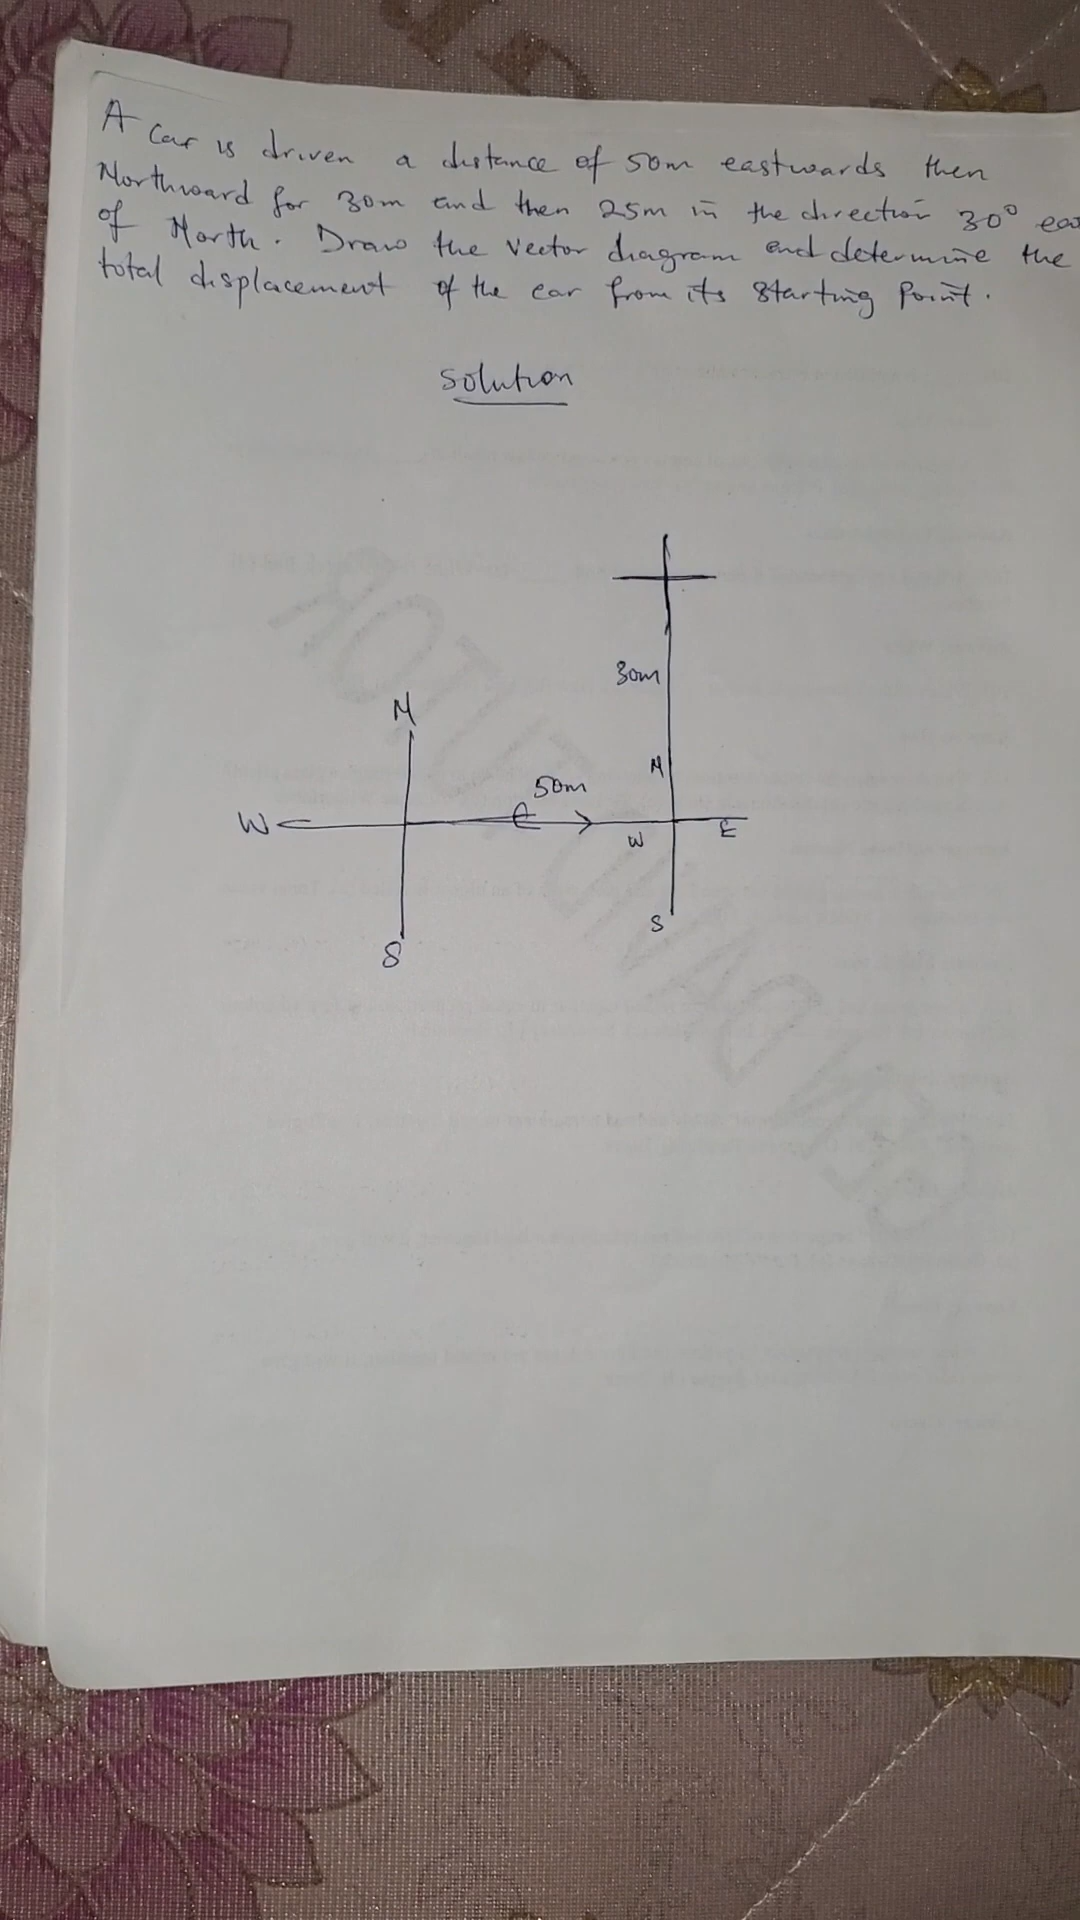 A car is driven a distance of 50m eastwards then
Northward for 30m and then 25m in the direction 30° eas
of North. Draw the vector diagram and determine the
total displacement of the car from its starting point.
Solution
30m
N
N
50m
W
W
E
S
S